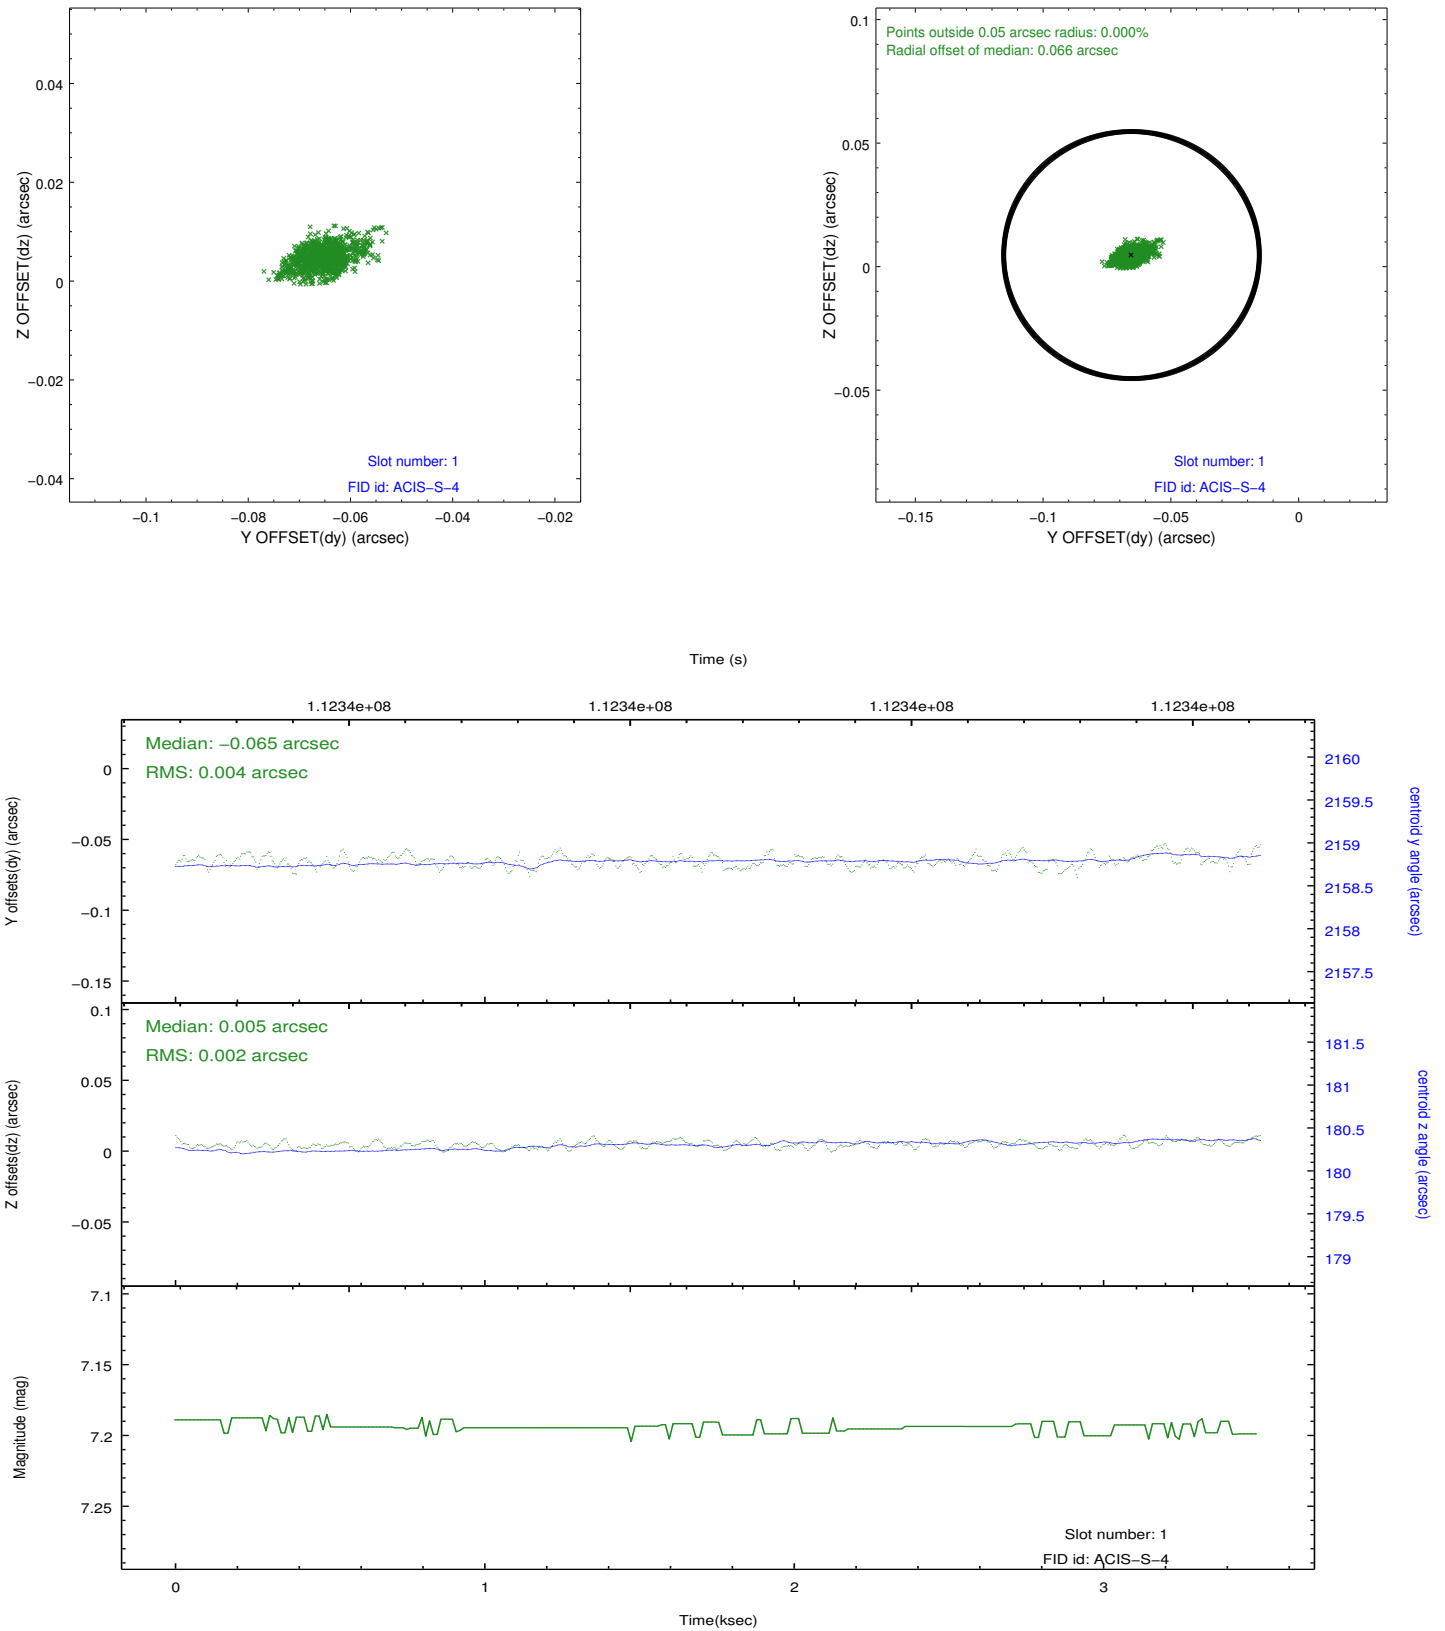 0.04
0.02
0
−0.02
−0.04
Z OFFSET(dz) (arcsec)
Slot number: 1
FID id: ACIS−S−4
−0.1
−0.08
−0.06
−0.04
−0.02
Y OFFSET(dy) (arcsec)
Points outside 0.05 arcsec radius: 0.000%
Radial offset of median: 0.066 arcsec
0.1
0.05
0
−0.05
Z OFFSET(dz) (arcsec)
Slot number: 1
FID id: ACIS−S−4
−0.15
−0.1
−0.05
0
Y OFFSET(dy) (arcsec)
Time (s)
1.1234e+08
1.1234e+08
1.1234e+08
1.1234e+08
Median: −0.065 arcsec
RMS: 0.004 arcsec
0
−0.05
−0.1
−0.15
Y offsets(dy) (arcsec)
2160
2159.5
2159
2158.5
2158
2157.5
centroid y angle (arcsec)
Median: 0.005 arcsec
RMS: 0.002 arcsec
0.1
0.05
0
−0.05
Z offsets(dz) (arcsec)
181.5
181
180.5
180
179.5
179
centroid z angle (arcsec)
7.1
7.15
7.2
7.25
Magnitude (mag)
Slot number: 1
FID id: ACIS−S−4
0
1
2
3
Time(ksec)